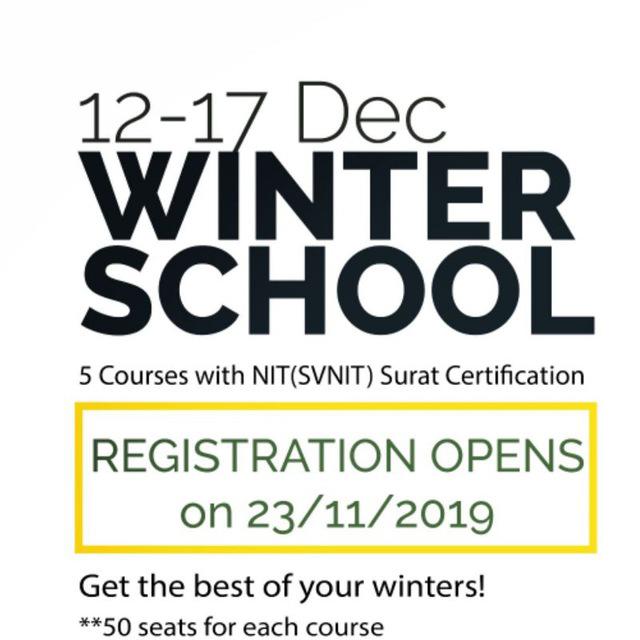 12-17 Dec
WINTER
SCHOOL
5 Courses with NIT(SVNIT) Surat Certification
REGISTRATION OPENS
on 23/11/2019
Get the best of your winters!
**50 seats for each course